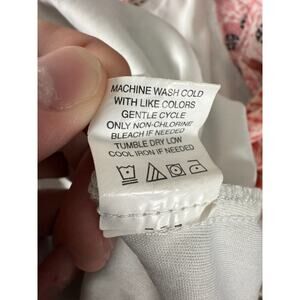 MACHINE WASH COLD
WITH LIKE COLORS
GENTLE CYCLE
ONLY NON-CHLORINE
BLEACH IF NEEDED
TUMBLE DRY LOW
COOL IRON IF NEEDED